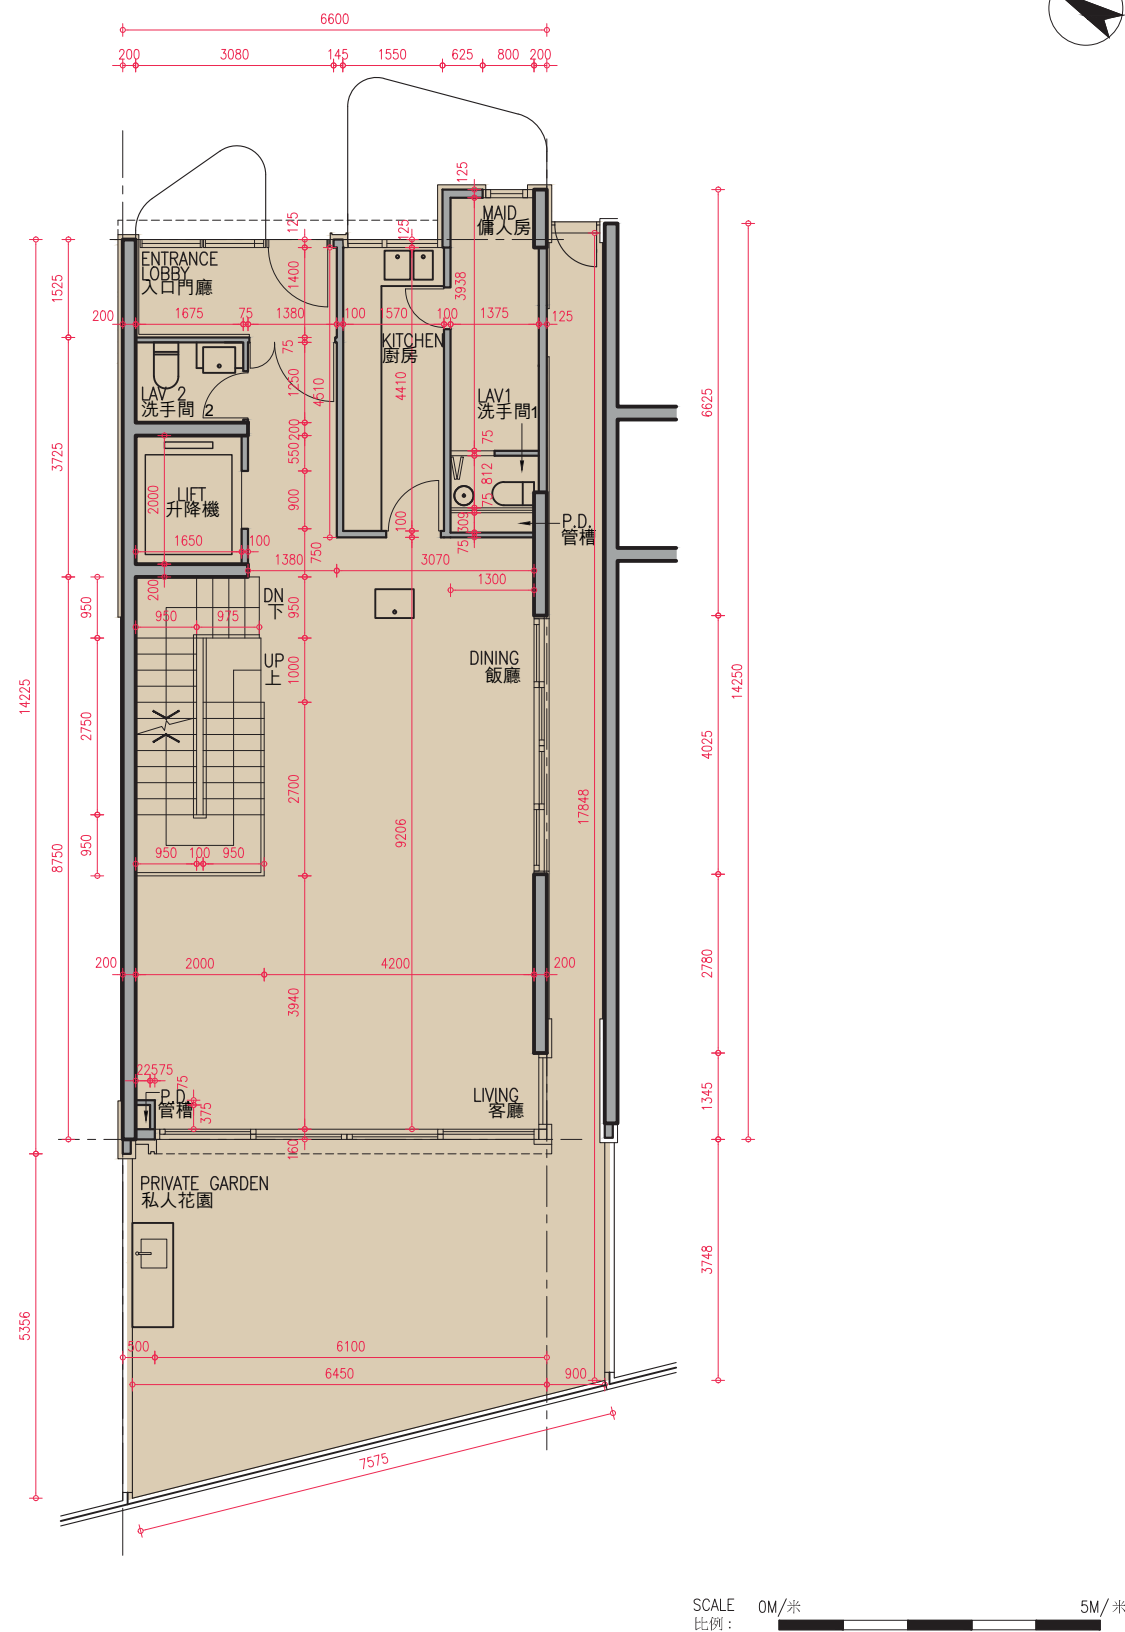 6600
200 3080 145 1550 625 800 200
125
MAID
傭人房
125
125
ENTRANCE
LOBBY
入口門廳
1400
3938
1525
200 1675 75 1380 100 1570 100 1375 125
KITCHEN
廚房
75
1250
4610
4410
6625
LAV 2
洗手間 2
LAV1
洗手間1
200
75
550
3725
812
LIFT
升降機
2000
900
75
100
309
P.D.
管槽
75
1650 100
750
1380 3070
1300
200
DN
下
950
950
950 975
UP
上
1000
DINING
飯廳
14225
14250
2750
4025
2700
17848
9206
950
8750
950 100 950
200 2000 4200 200
2780
3940
22575
75
P.D.
管槽
375
LIVING
客廳
1345
160
PRIVATE GARDEN
私人花園
3748
5356
500 6100
6450 900
7575
SCALE 0M/米 5M/米
比例 :